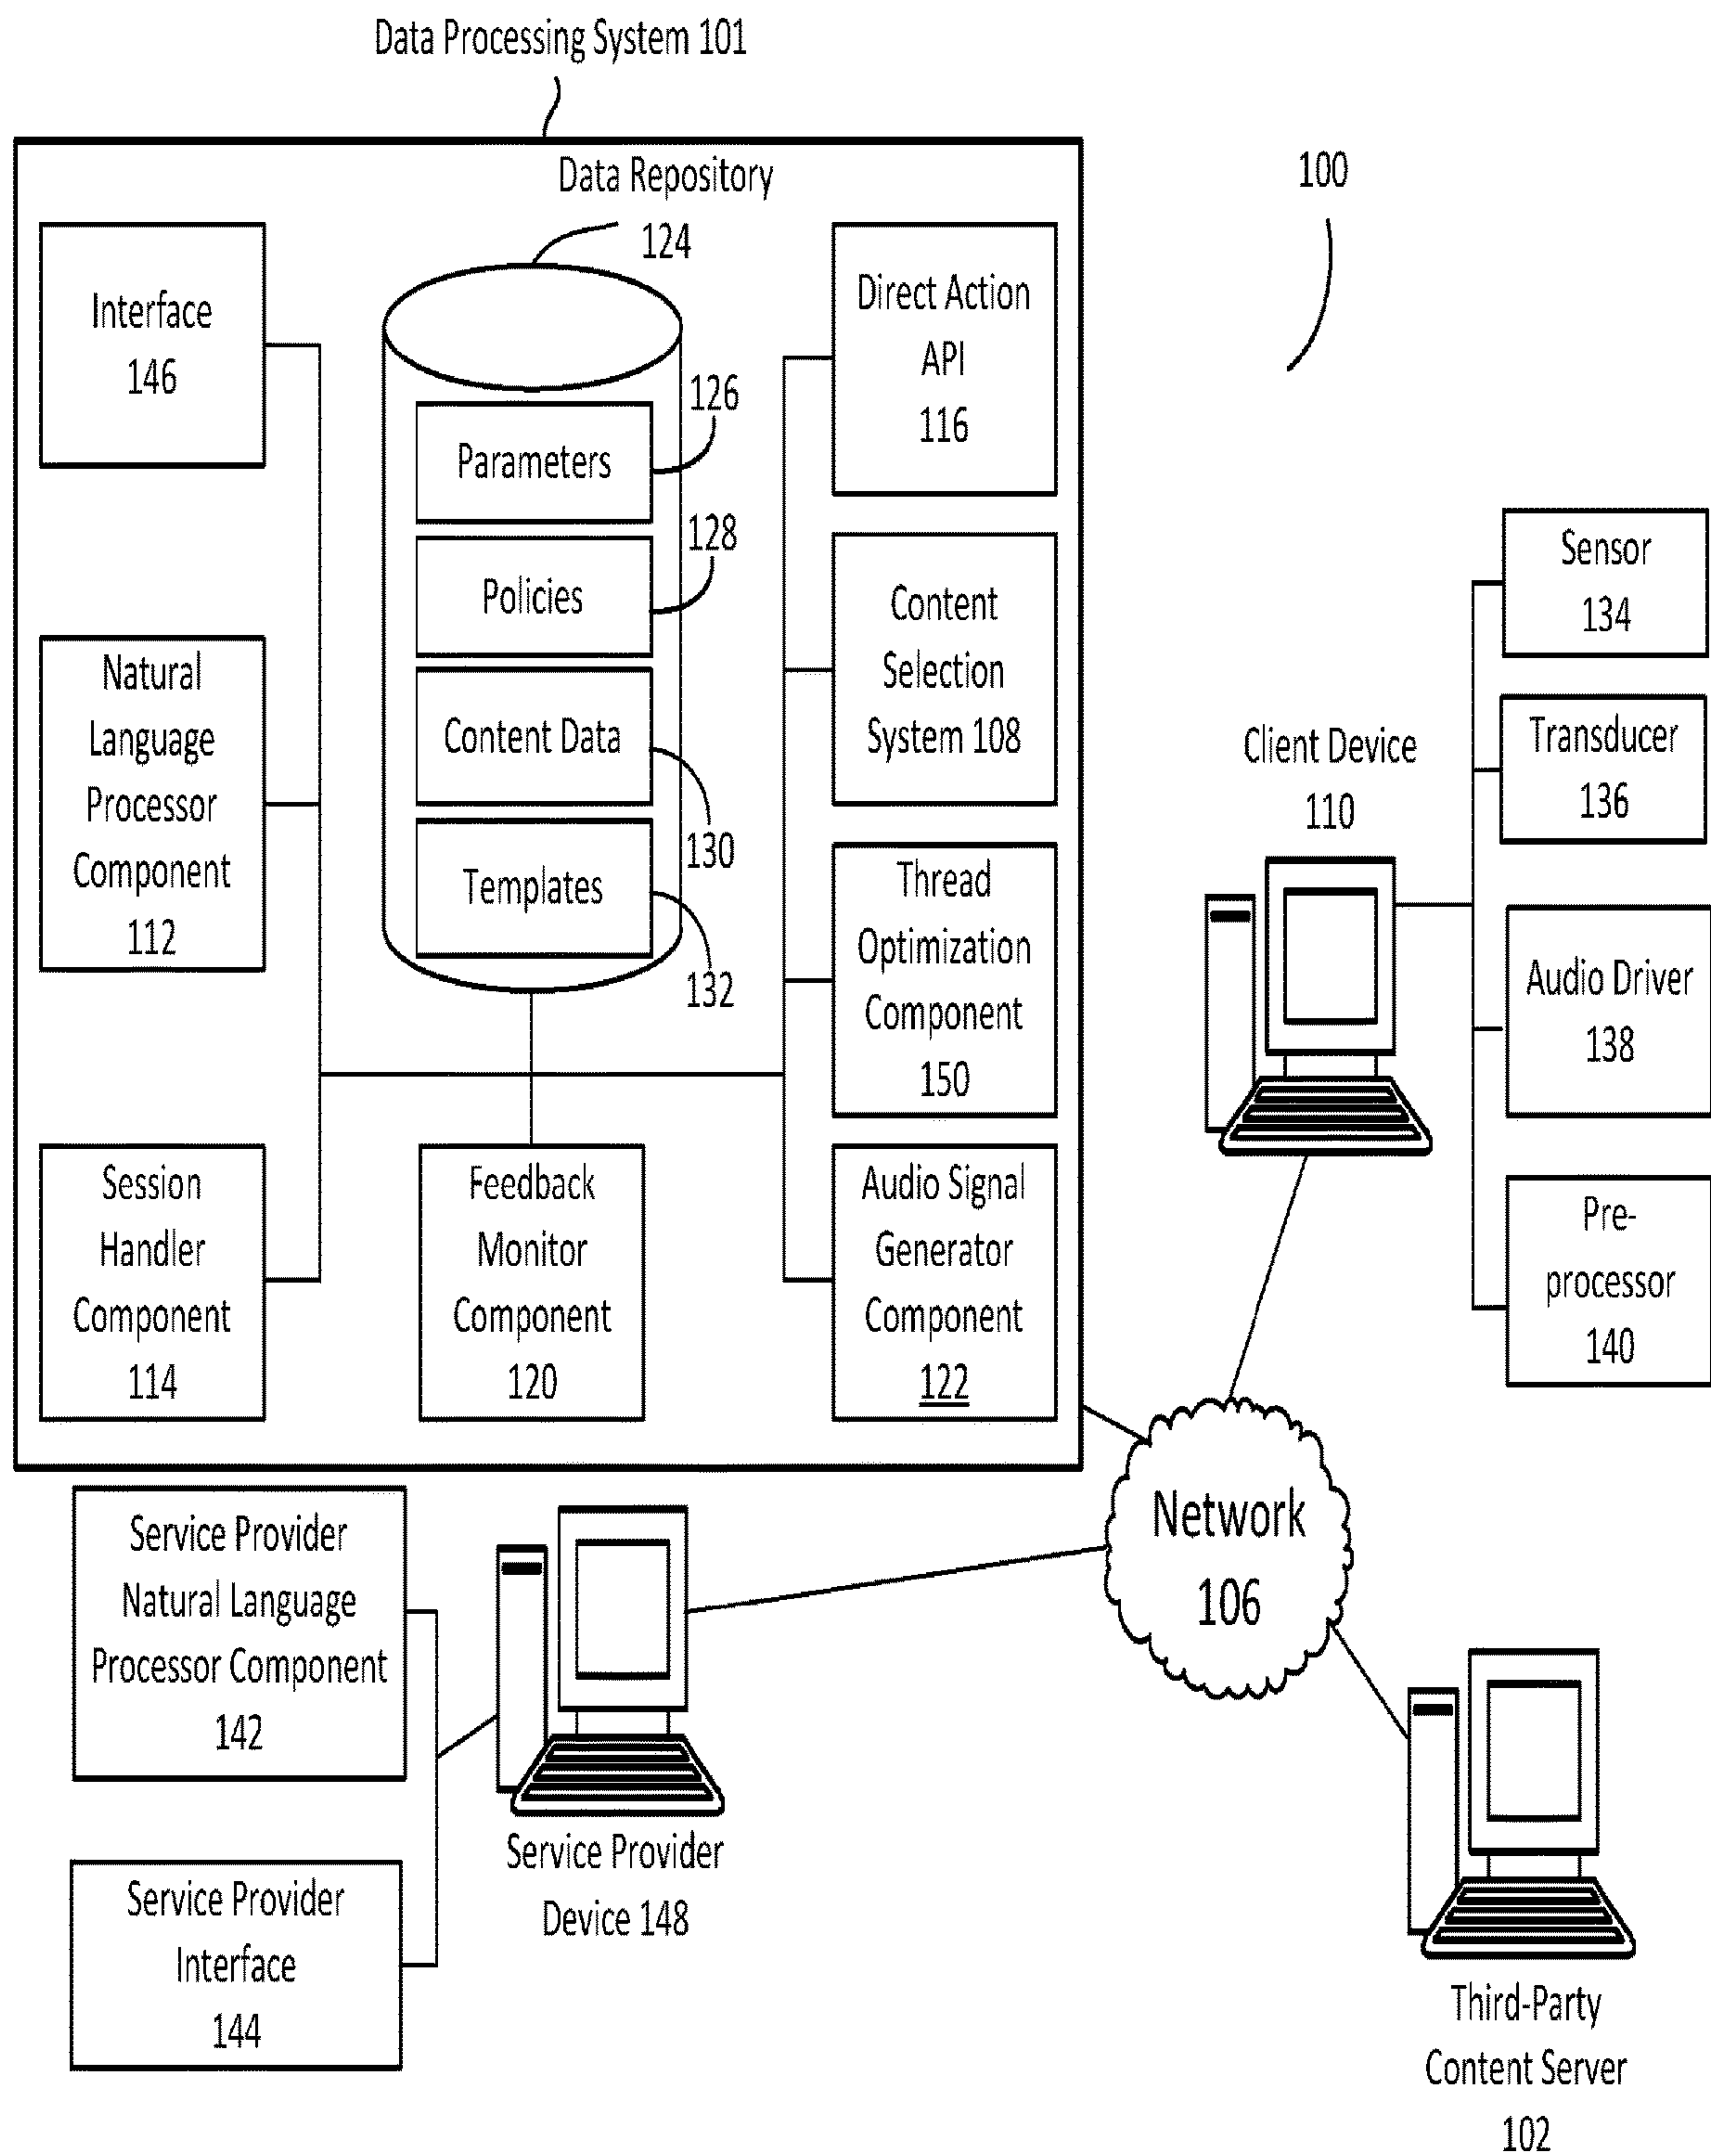 Data Processing System 101
100
Data Repository
124
Interface
146
Natural
Language
Processor
Component
112
Session
Handler
Component
114
Parameters
126
Policies
128
Content Data
130
Templates
132
Feedback
Monitor
Component
120
Direct Action
API
116
Content
Selection
System 108
Thread
Optimization
Component
150
Audio Signal
Generator
Component
122
Client Device
110
Sensor
134
Transducer
136
Audio Driver
138
Pre-
processor
140
Network
106
Service Provider
Natural Language
Processor Component
142
Service Provider
Interface
144
Service Provider
Device 148
Third-Party
Content Server
102